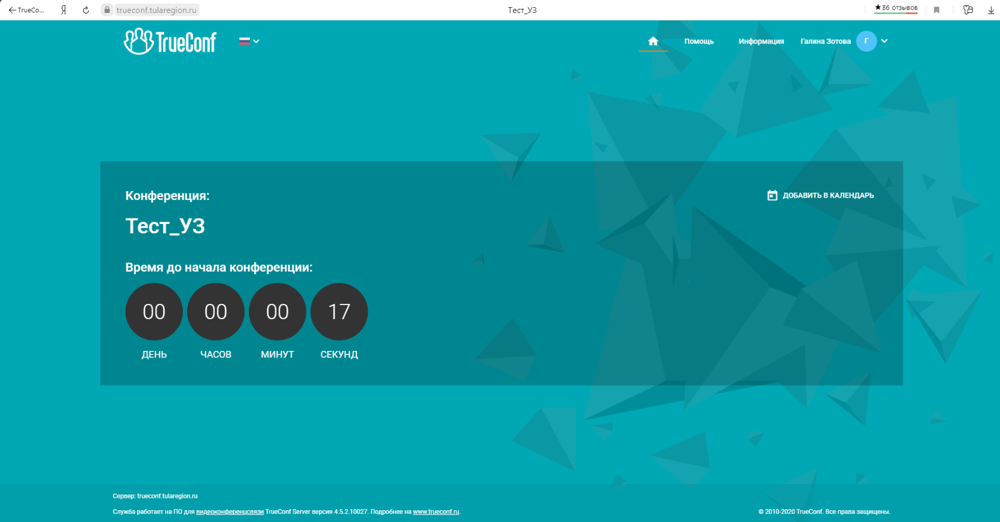 TrueCo... Я trueconf.tularegion.ru Тест_УЗ ★86 отзывов
TrueConf
Помощь Информация Галина Зотова Г
Конференция:
ДОБАВИТЬ В КАЛЕНДАРЬ
Тест_УЗ
Время до начала конференции:
00 00 00 17
ДЕНЬ ЧАСОВ МИНУТ СЕКУНД
Сервер: trueconf.tularegion.ru
Служба работает на ПО для видеоконференцсвязи TrueConf Server версия 4.5.2.10027. Подробнее на www.trueconf.ru.
© 2010-2020 TrueConf. Все права защищены.